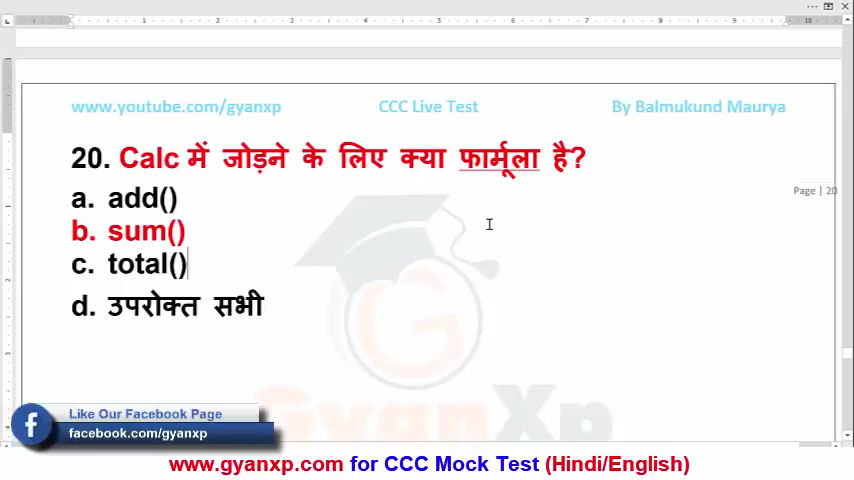 www.youtube.com/gyanxp CCC Live Test By Balmukund Maurya
20. Calc में जोड़ने के लिए क्या फार्मूला है?
Page | 20
a. add()
b. sum()
c. total()
d. उपरोक्त सभी
GyanXp
Like Our Facebook Page
facebook.com/gyanxp
www.gyanxp.com for CCC Mock Test (Hindi/English)